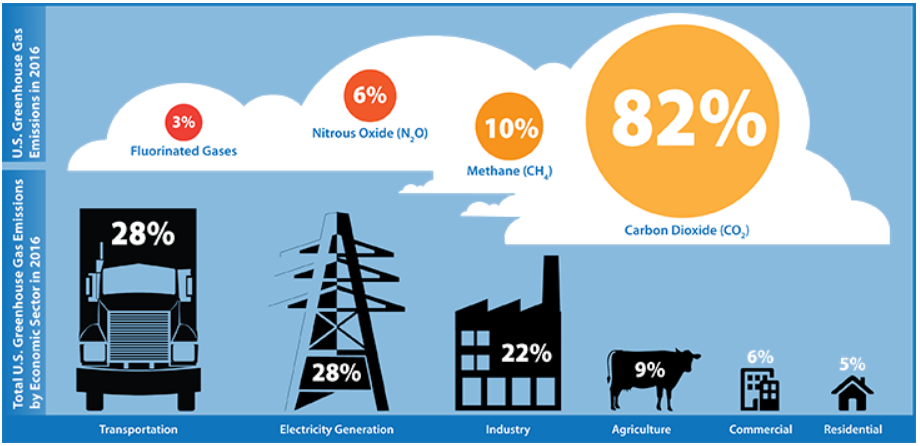 U.S. Greenhouse Gas
Emissions in 2016
3%
Fluorinated Gases
6%
Nitrous Oxide (N₂O)
10%
Methane (CH₄)
82%
Carbon Dioxide (CO₂)
Total U.S. Greenhouse Gas Emissions
by Economic Sector in 2016
28%
28%
22%
9%
6%
5%
Transportation
Electricity Generation
Industry
Agriculture
Commercial
Residential